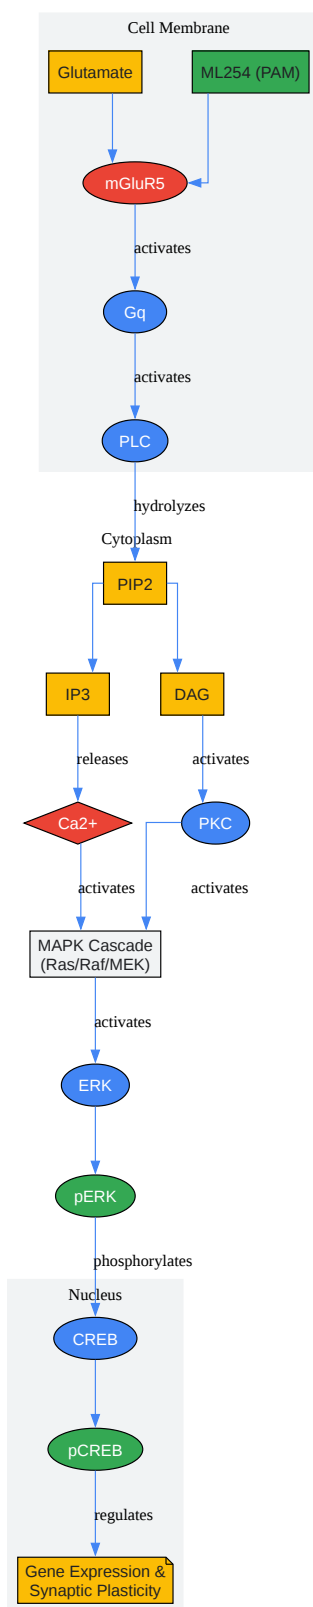 Cell Membrane
Glutamate
ML254 (PAM)
mGluR5
activates
Gq
activates
PLC
hydrolyzes
Cytoplasm
PIP2
IP3
DAG
releases
activates
Ca2+
PKC
activates
activates
MAPK Cascade
(Ras/Raf/MEK)
activates
ERK
pERK
phosphorylates
Nucleus
CREB
pCREB
regulates
Gene Expression &
Synaptic Plasticity